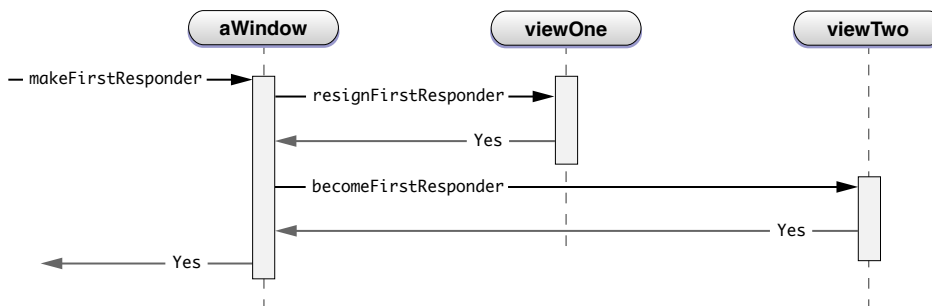 aWindow viewOne viewTwo
makeFirstResponder
resignFirstResponder
Yes
becomeFirstResponder
Yes
Yes